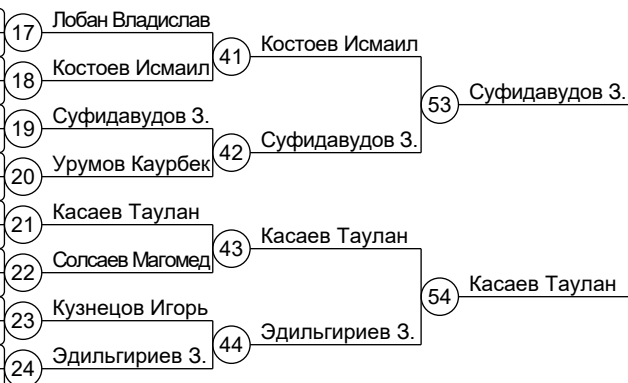 17 Лобан Владислав
18 Костоев Исмаил
41 Костоев Исмаил
19 Суфидавудов З.
20 Урумов Каурбек
42 Суфидавудов З.
53 Суфидавудов З.
21 Касаев Таулан
22 Солсаев Магомед
43 Касаев Таулан
23 Кузнецов Игорь
24 Эдильгириев З.
44 Эдильгириев З.
54 Касаев Таулан